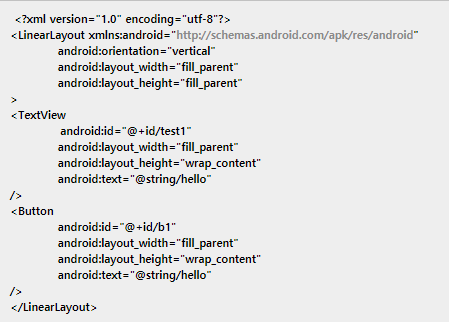 <?xml version="1.0" encoding="utf-8"?>
<LinearLayout xmlns:android="http://schemas.android.com/apk/res/android"
android:orientation="vertical"
android:layout_width="fill_parent"
android:layout_height="fill_parent"
>
<TextView
android:id="@+id/test1"
android:layout_width="fill_parent"
android:layout_height="wrap_content"
android:text="@string/hello"
/>
<Button
android:id="@+id/b1"
android:layout_width="fill_parent"
android:layout_height="wrap_content"
android:text="@string/hello"
/>
</LinearLayout>